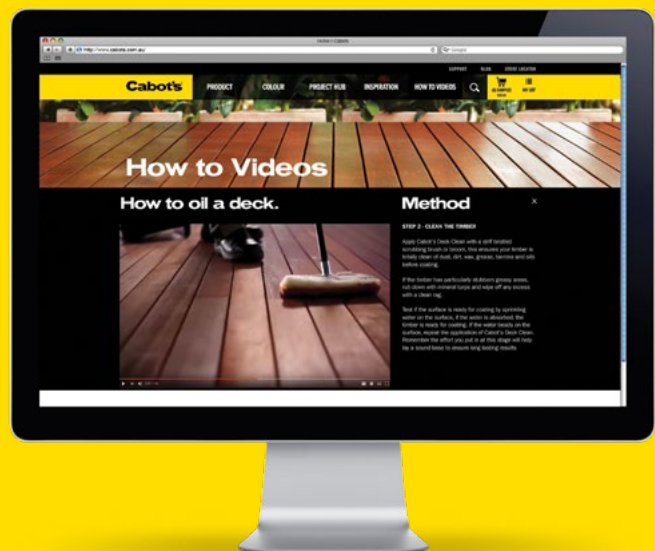 Home | Cabots
http://www.cabots.com.au/
Google
SUPPORT BLOG STORE LOCATOR
Cabot's PRODUCT COLOUR PROJECT HUB INSPIRATION HOW TO VIDEOS MY LIST
How to Videos
How to oil a deck.
Method X
STEP 2 - CLEAN THE TIMBER
Apply Cabot's Deck Clean with a stiff bristled
scrubbing brush or broom, this ensures your timber is
totally clean of dust, dirt, wax, grease, tannins and oils
before coating.
If the timber has particularly stubborn greasy areas,
rub down with mineral turps and wipe off any excess
with a clean rag.
Test if the surface is ready for coating by sprinkling
water on the surface, if the water is absorbed, the
timber is ready for coating. If the water beads on the
surface, repeat the application of Cabot's Deck Clean.
Remember the effort you put in at this stage will help
lay a sound base to ensure long lasting results